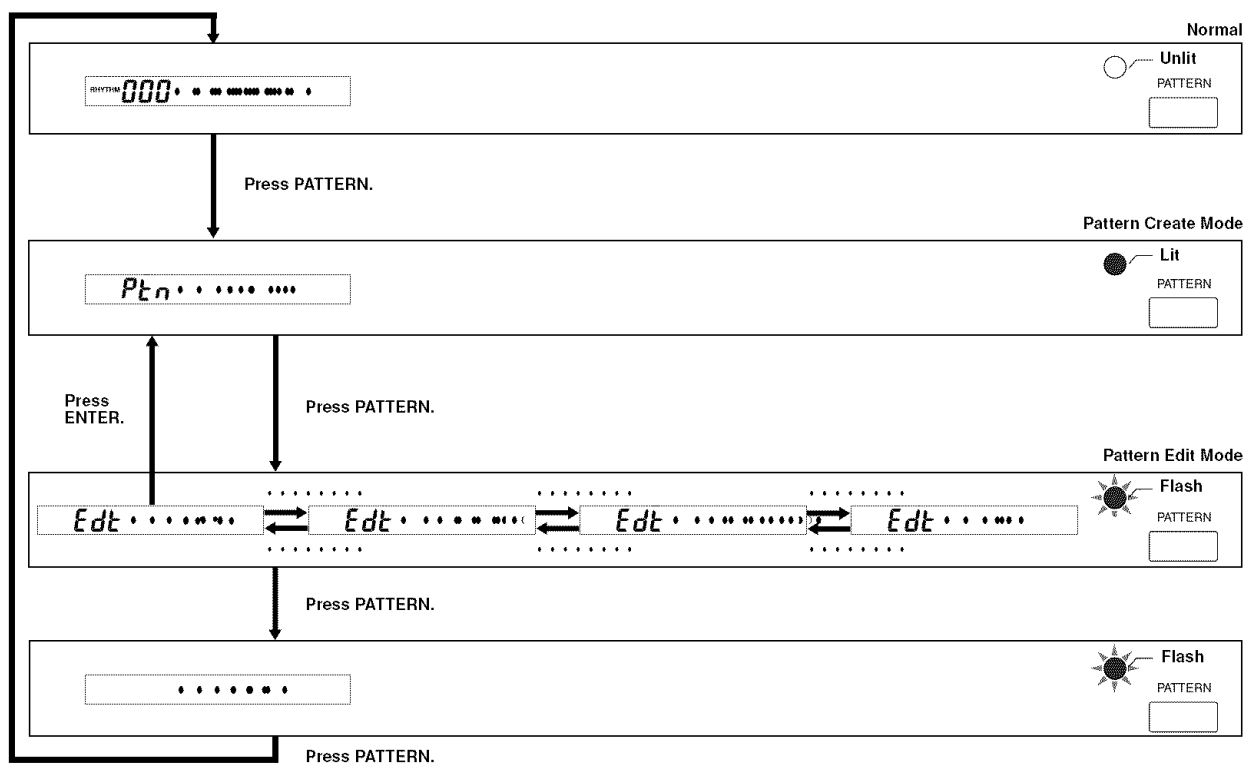 Normal
Unlit
PATTERN
RHYTHM 000
Press PATTERN.
Pattern Create Mode
Lit
PATTERN
Ptn
Press
ENTER.
Press PATTERN.
Pattern Edit Mode
Flash
PATTERN
Edt Edt Edt Edt
Press PATTERN.
Flash
PATTERN
Press PATTERN.